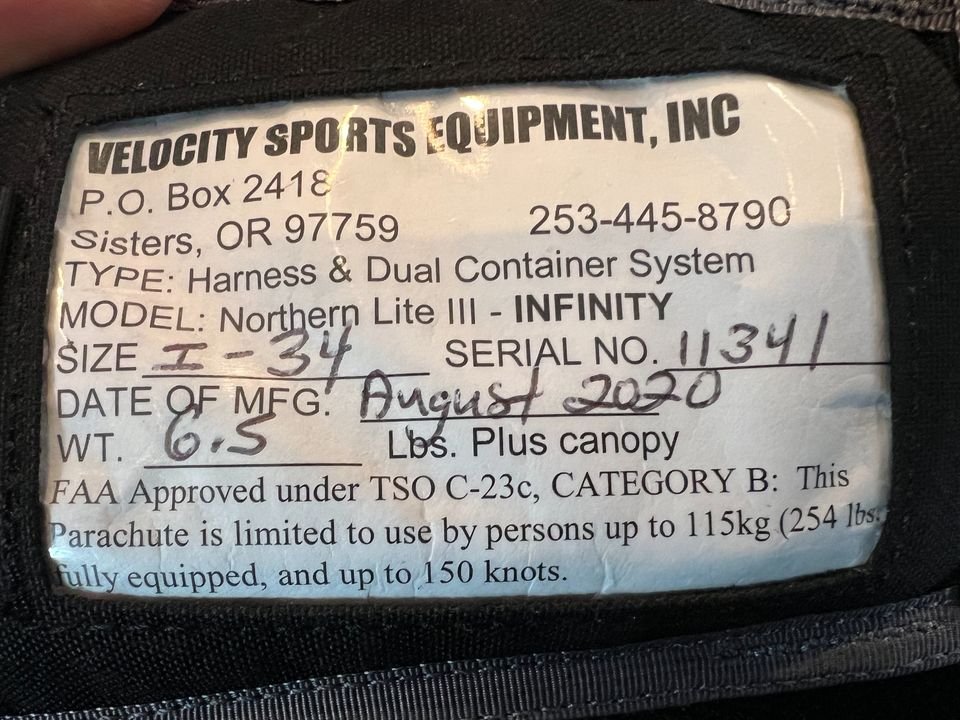 VELOCITY SPORTS EQUIPMENT, INC
P.O. Box 2418
Sisters, OR 97759 253-445-8790
TYPE: Harness & Dual Container System
MODEL: Northern Lite III - INFINITY
SIZE I-34 SERIAL NO. 11341
DATE OF MFG. August 2020
WT. 6.5 Lbs. Plus canopy
FAA Approved under TSO C-23c, CATEGORY B: This
Parachute is limited to use by persons up to 115kg (254 lbs.
fully equipped, and up to 150 knots.